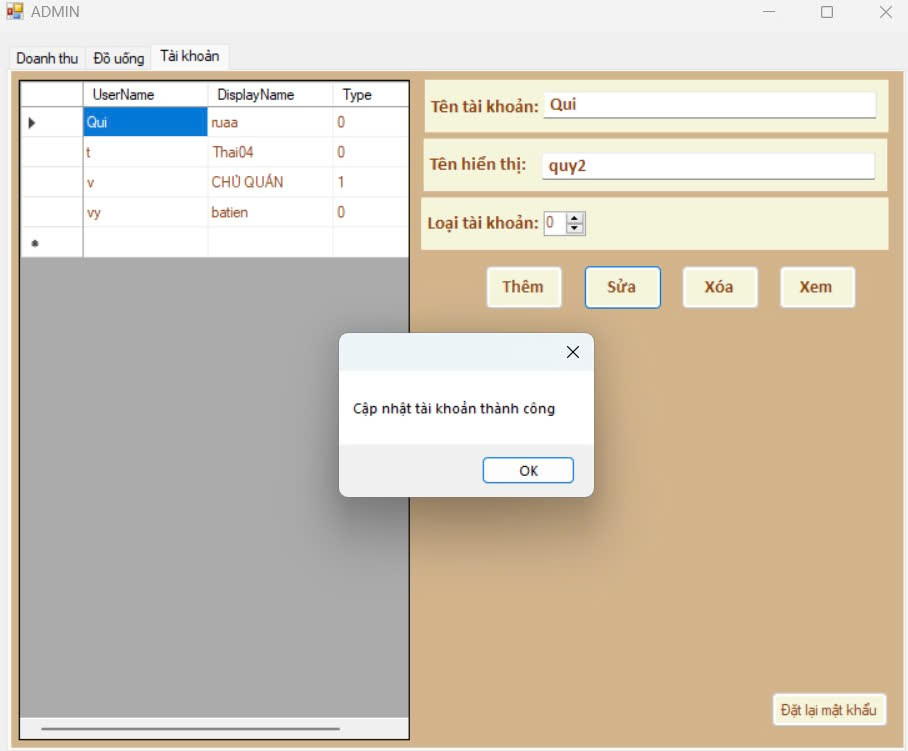 ADMIN
Doanh thu Đồ uống Tài khoản
UserName DisplayName Type
Qui ruaa 0
t Thai04 0
v CHỦ QUÁN 1
vy batien 0
Tên tài khoản: Qui
Tên hiển thị: quy2
Loại tài khoản: 0
Thêm Sửa Xóa Xem
Cập nhật tài khoản thành công
OK
Đặt lại mật khẩu